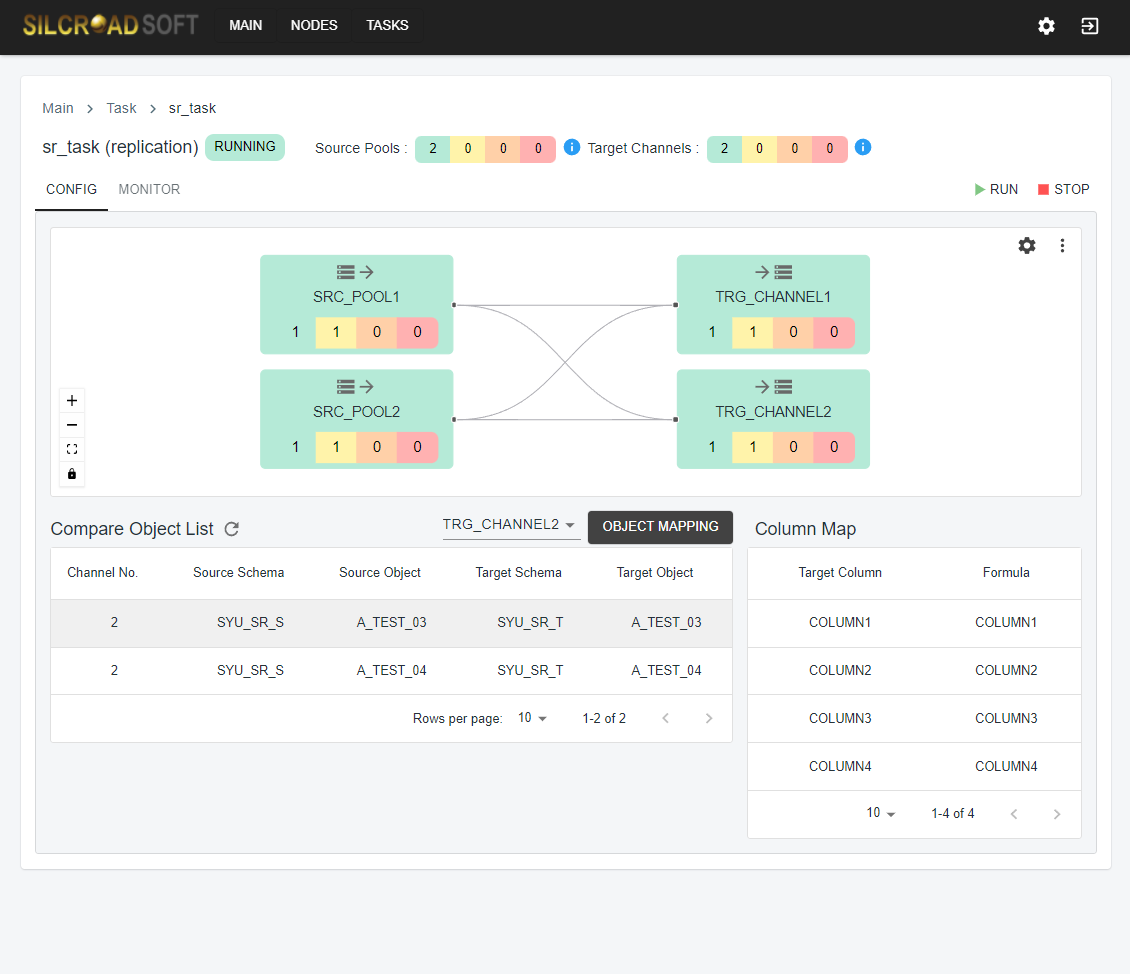 SILCROADSOFT MAIN NODES TASKS
Main > Task > sr_task
sr_task (replication) RUNNING Source Pools : 2 0 0 0 i Target Channels : 2 0 0 0 i
CONFIG MONITOR RUN STOP
SRC_POOL1 TRG_CHANNEL1
1 1 0 0 1 1 0 0
SRC_POOL2 TRG_CHANNEL2
1 1 0 0 1 1 0 0
Compare Object List TRG_CHANNEL2 OBJECT MAPPING
Channel No. Source Schema Source Object Target Schema Target Object
2 SYU_SR_S A_TEST_03 SYU_SR_T A_TEST_03
2 SYU_SR_S A_TEST_04 SYU_SR_T A_TEST_04
Rows per page: 10 1-2 of 2
Column Map
Target Column Formula
COLUMN1 COLUMN1
COLUMN2 COLUMN2
COLUMN3 COLUMN3
COLUMN4 COLUMN4
10 1-4 of 4